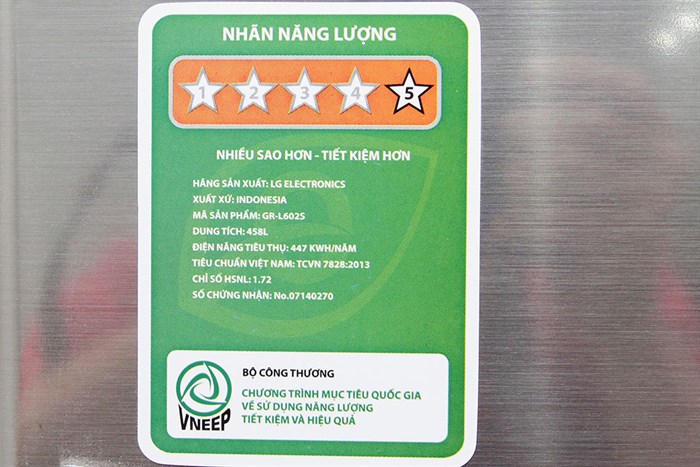 NHÃN NĂNG LƯỢNG
1 2 3 4 5
NHIỀU SAO HƠN - TIẾT KIỆM HƠN
HÃNG SẢN XUẤT: LG ELECTRONICS
XUẤT XỨ: INDONESIA
MÃ SẢN PHẨM: GR-L602S
DUNG TÍCH: 458L
ĐIỆN NĂNG TIÊU THỤ: 447 KWH/NĂM
TIÊU CHUẨN VIỆT NAM: TCVN 7828:2013
CHỈ SỐ HSNL: 1.72
SỐ CHỨNG NHẬN: No.07140270
BỘ CÔNG THƯƠNG
CHƯƠNG TRÌNH MỤC TIÊU QUỐC GIA
VỀ SỬ DỤNG NĂNG LƯỢNG
TIẾT KIỆM VÀ HIỆU QUẢ
VNEEP